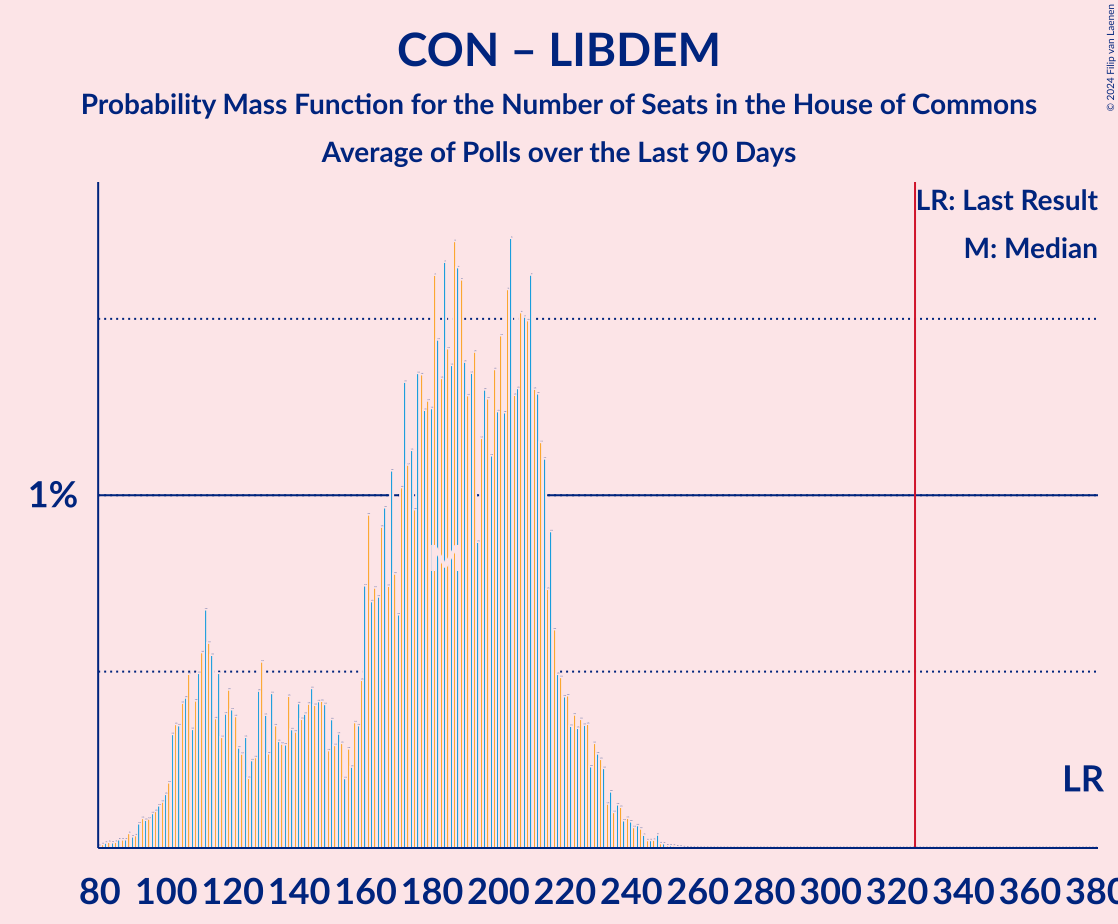 CON – LIBDEM
Probability Mass Function for the Number of Seats in the House of Commons
Average of Polls over the Last 90 Days
© 2024 Filip van Laenen
LR: Last Result
M: Median
1%
M
LR
80 100 120 140 160 180 200 220 240 260 280 300 320 340 360 380